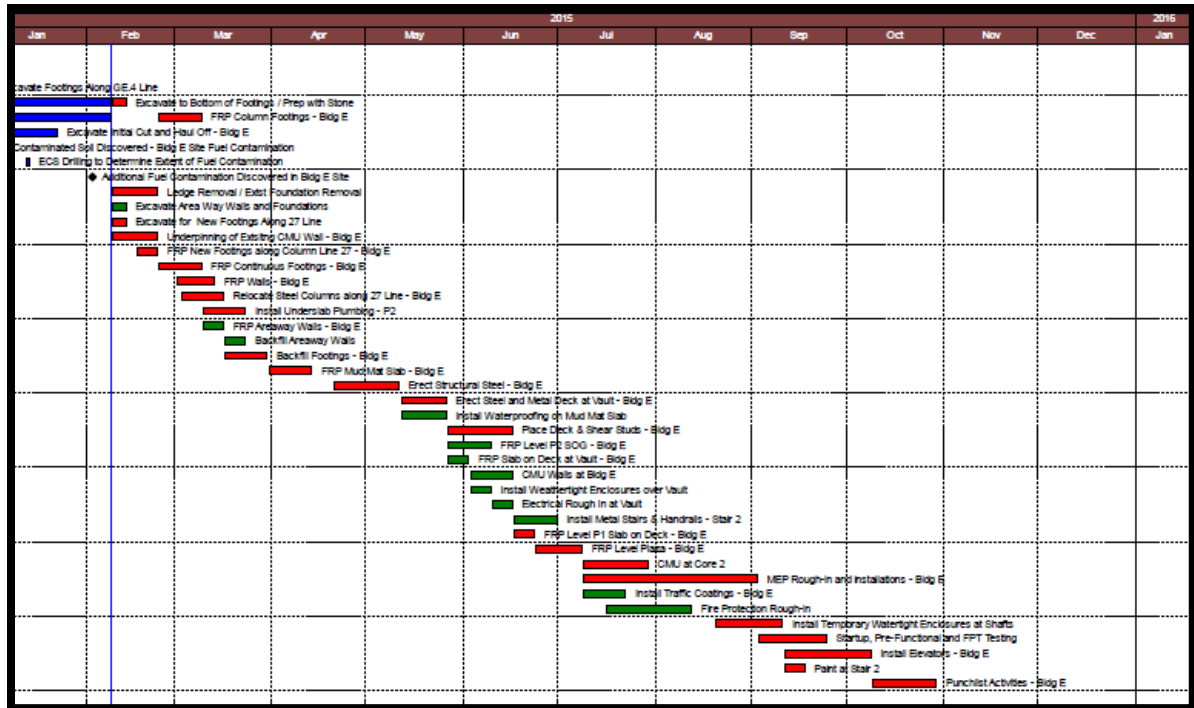 2015 2016
Jan Feb Mar Apr May Jun Jul Aug Sep Oct Nov Dec Jan
cavate Footings Along GE.4 Line
Excavate to Bottom of Footings / Prep with Stone
FRP Column Footings - Bldg E
Excavate Initial Cut and Haul Off - Bldg E
Contaminated Soil Discovered - Bldg E Site Fuel Contamination
ECS Drilling to Determine Extent of Fuel Contamination
Additional Fuel Contamination Discovered in Bldg E Site
Ledge Removal / Exist Foundation Removal
Excavate Area Way Walls and Foundations
Excavate for New Footings Along 27 Line
Underpinning of Existing CMU Wall - Bldg E
FRP New Footings along Column Line 27 - Bldg E
FRP Continuous Footings - Bldg E
FRP Walls - Bldg E
Relocate Steel Columns along 27 Line - Bldg E
Install Underslab Plumbing - P2
FRP Areaway Walls - Bldg E
Backfill Areaway Walls
Backfill Footings - Bldg E
FRP Mud Mat Slab - Bldg E
Erect Structural Steel - Bldg E
Erect Steel and Metal Deck at Vault - Bldg E
Install Waterproofing on Mud Mat Slab
Place Deck & Shear Studs - Bldg E
FRP Level P2 SOG - Bldg E
FRP Slab on Deck at Vault - Bldg E
CMU Walls at Bldg E
Install Weathertight Enclosures over Vault
Electrical Rough in at Vault
Install Metal Stairs & Handrails - Stair 2
FRP Level P1 Slab on Deck - Bldg E
FRP Level Plaza - Bldg E
CMU at Core 2
MEP Rough-in and Installations - Bldg E
Install Traffic Coatings - Bldg E
Fire Protection Rough-in
Install Temporary Watertight Enclosures at Shafts
Startup, Pre-Functional and FPT Testing
Install Elevators - Bldg E
Paint at Stair 2
Punchlist Activities - Bldg E